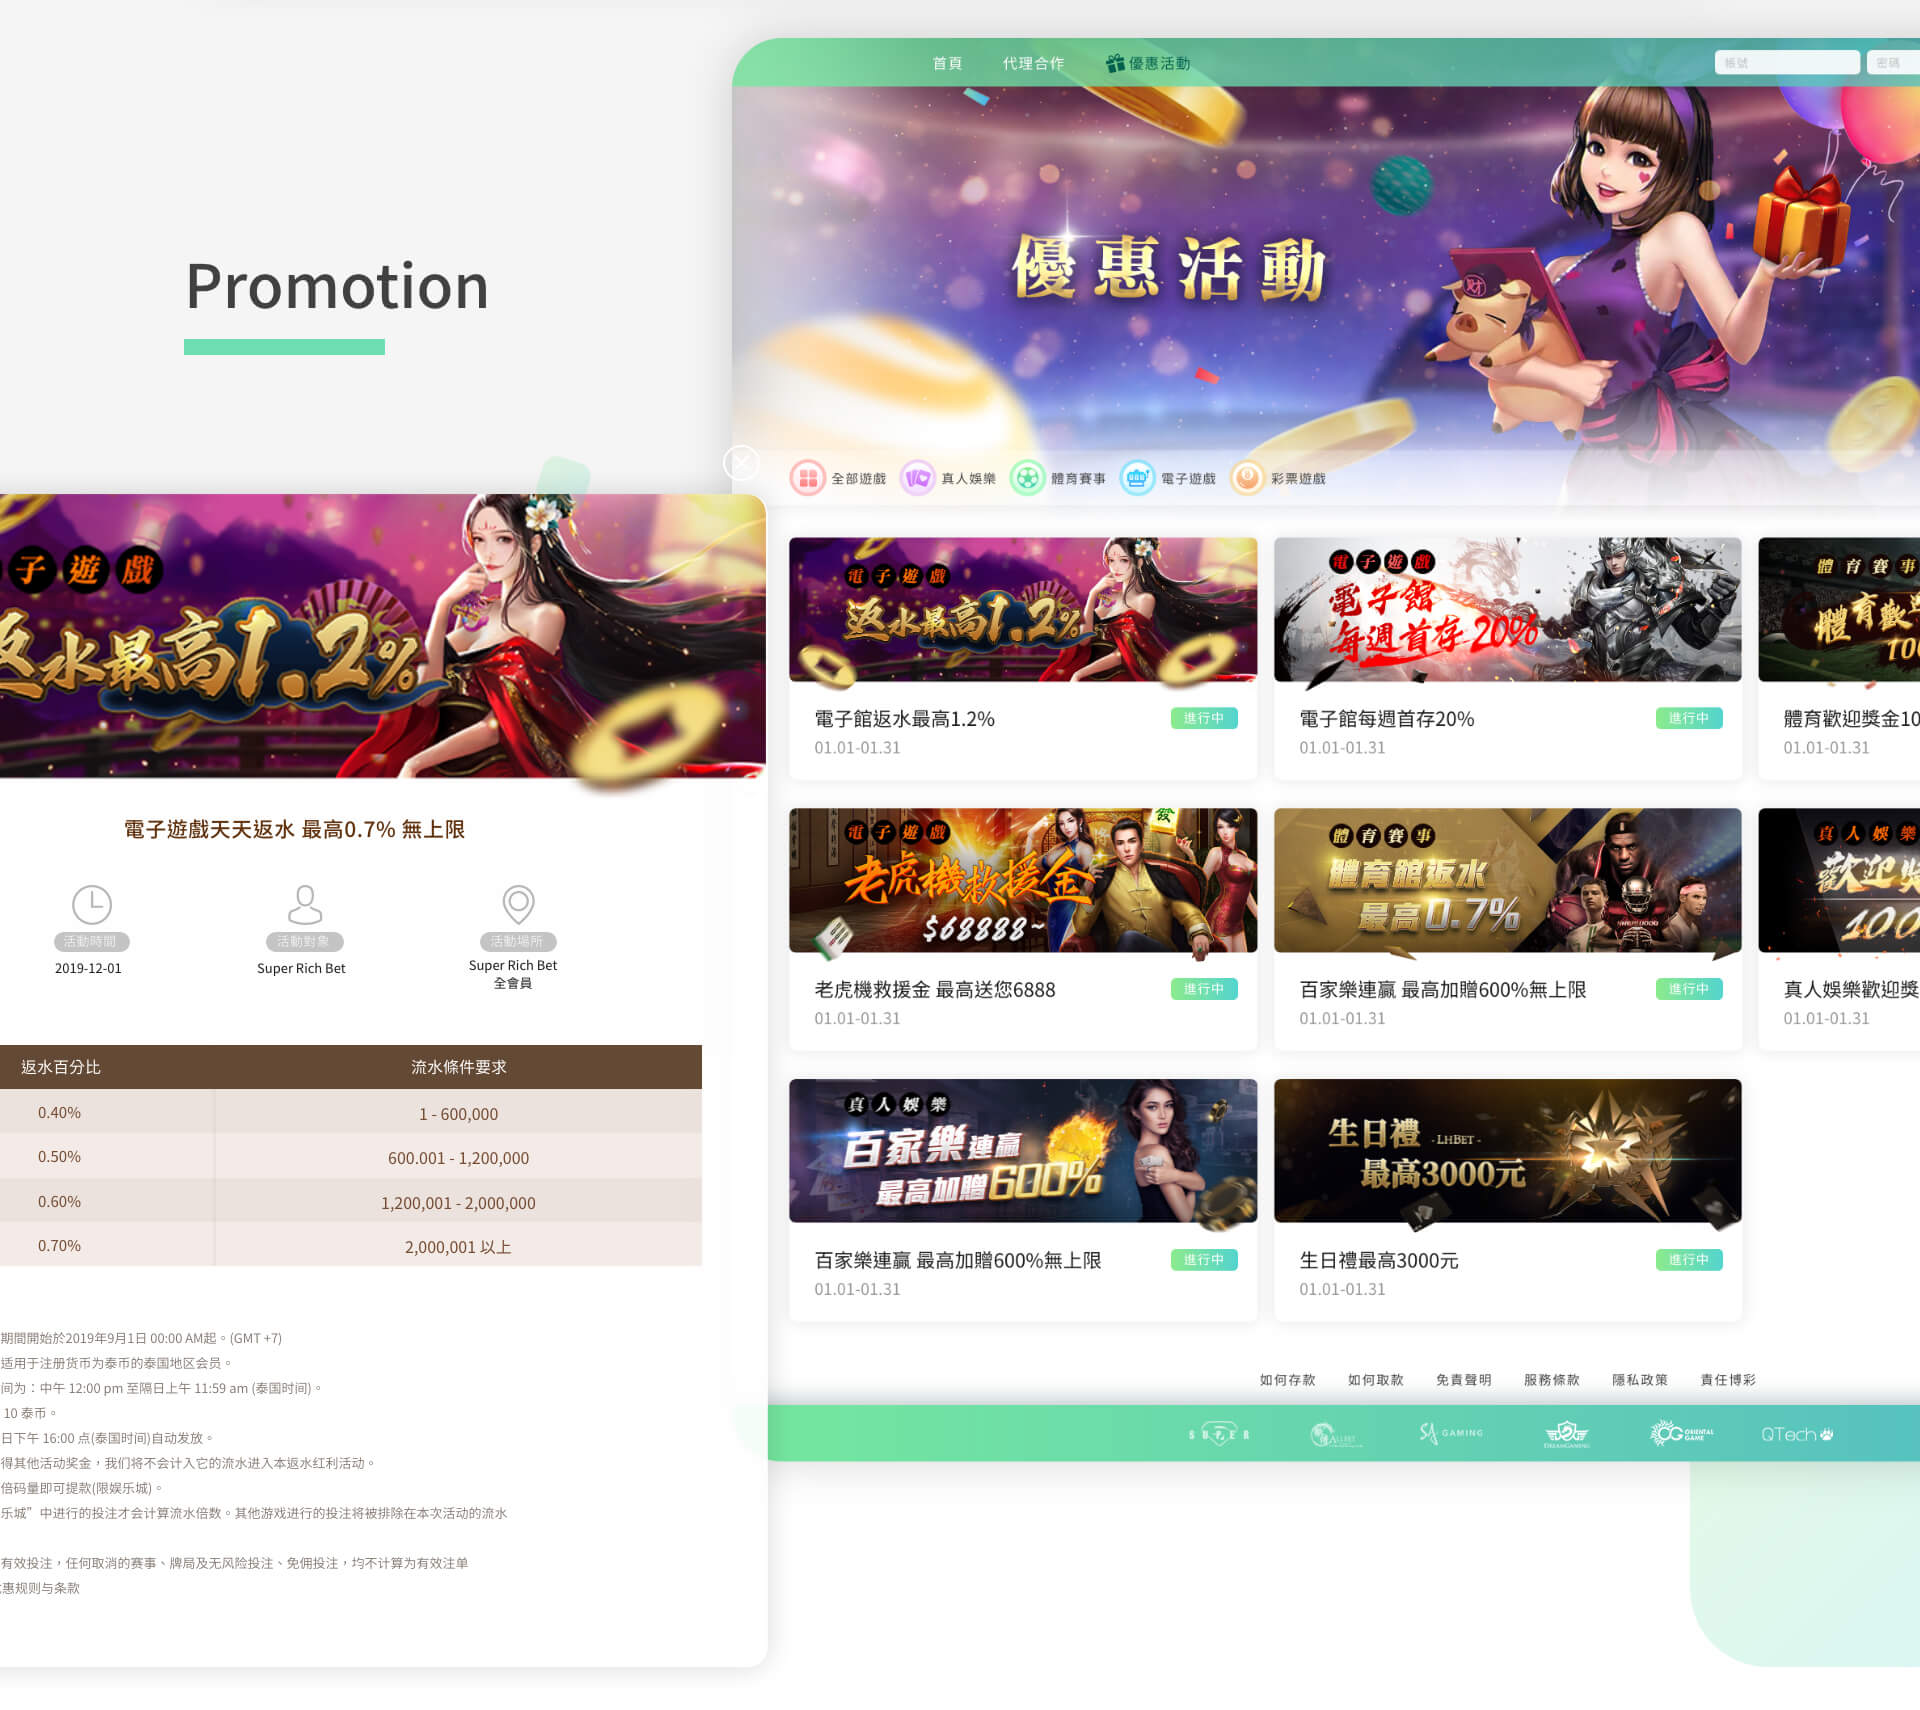 首頁
代理合作
優惠活動
帳號
密碼
Promotion
優惠活動
财
全部遊戲
真人娛樂
體育賽事
電子遊戲
彩票遊戲
子遊戲
返水最高1.2%
電子遊戲天天返水 最高0.7% 無上限
活動時間
活動對象
活動場所
2019-12-01
Super Rich Bet
Super Rich Bet
全會員
返水百分比
流水條件要求
0.40%
1 - 600,000
0.50%
600.001 - 1,200,000
0.60%
1,200,001 - 2,000,000
0.70%
2,000,001 以上
期間開始於2019年9月1日 00:00 AM起。(GMT +7)
适用于注册货币为泰币的泰国地区会员。
间为：中午 12:00 pm 至隔日上午 11:59 am (泰国时间)。
10 泰币。
日下午 16:00 点(泰国时间)自动发放。
得其他活动奖金，我们将不会计入它的流水进入本返水红利活动。
倍码量即可提款(限娱乐城)。
乐城”中进行的投注才会计算流水倍数。其他游戏进行的投注将被排除在本次活动的流水
有效投注，任何取消的赛事、牌局及无风险投注、免佣投注，均不计算为有效注单
惠规则与条款
電子遊戲
返水最高1.2%
電子館返水最高1.2%
進行中
01.01-01.31
電子遊戲
電子館
每週首存20%
電子館每週首存20%
進行中
01.01-01.31
體育賽事
體育歡迎
100
體育歡迎獎金10
01.01-01.31
電子遊戲
老虎機救援金
$68888~
發
老虎機救援金 最高送您6888
進行中
01.01-01.31
體育賽事
體育館返水
最高0.7%
百家樂連贏 最高加贈600%無上限
進行中
01.01-01.31
真人娛樂
歡迎獎
100
真人娛樂歡迎獎
01.01-01.31
真人娛樂
百家樂連贏
最高加贈600%
百家樂連贏 最高加贈600%無上限
進行中
01.01-01.31
生日禮 - LHBET -
最高3000元
生日禮最高3000元
進行中
01.01-01.31
如何存款
如何取款
免責聲明
服務條款
隱私政策
責任博彩
SUPER
ALLBET
SA GAMING
DREAMGAMING
OG ORIENTAL GAME
QTech